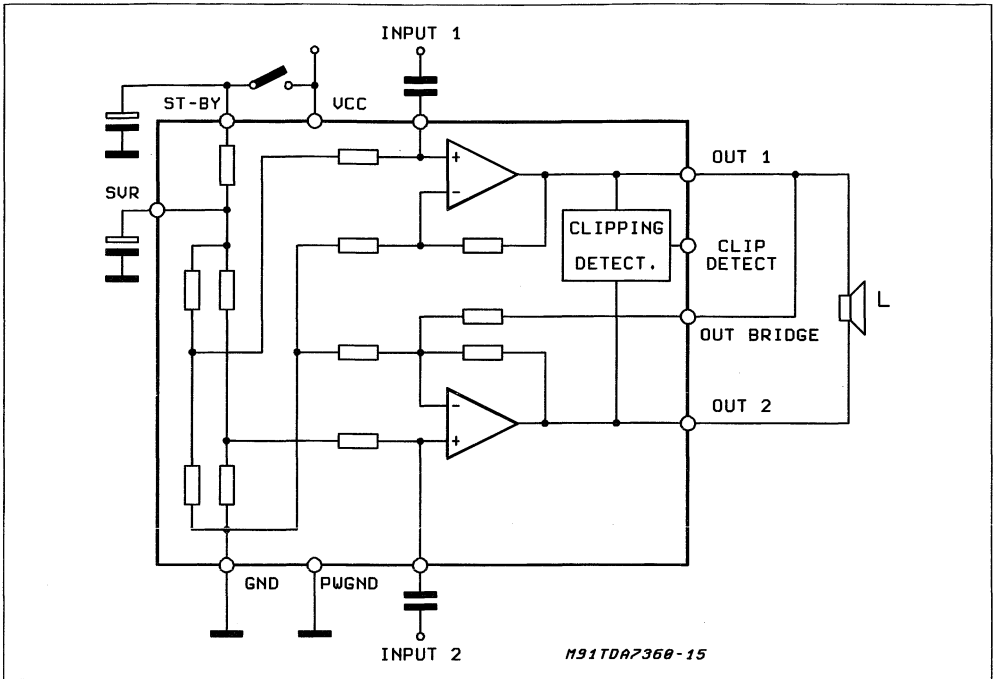 INPUT 1
ST-BY
VCC
SVR
+
−
OUT 1
CLIPPING
DETECT.
CLIP
DETECT
L
OUT BRIDGE
−
+
OUT 2
GND
PWGND
INPUT 2
M91TDA7360-15